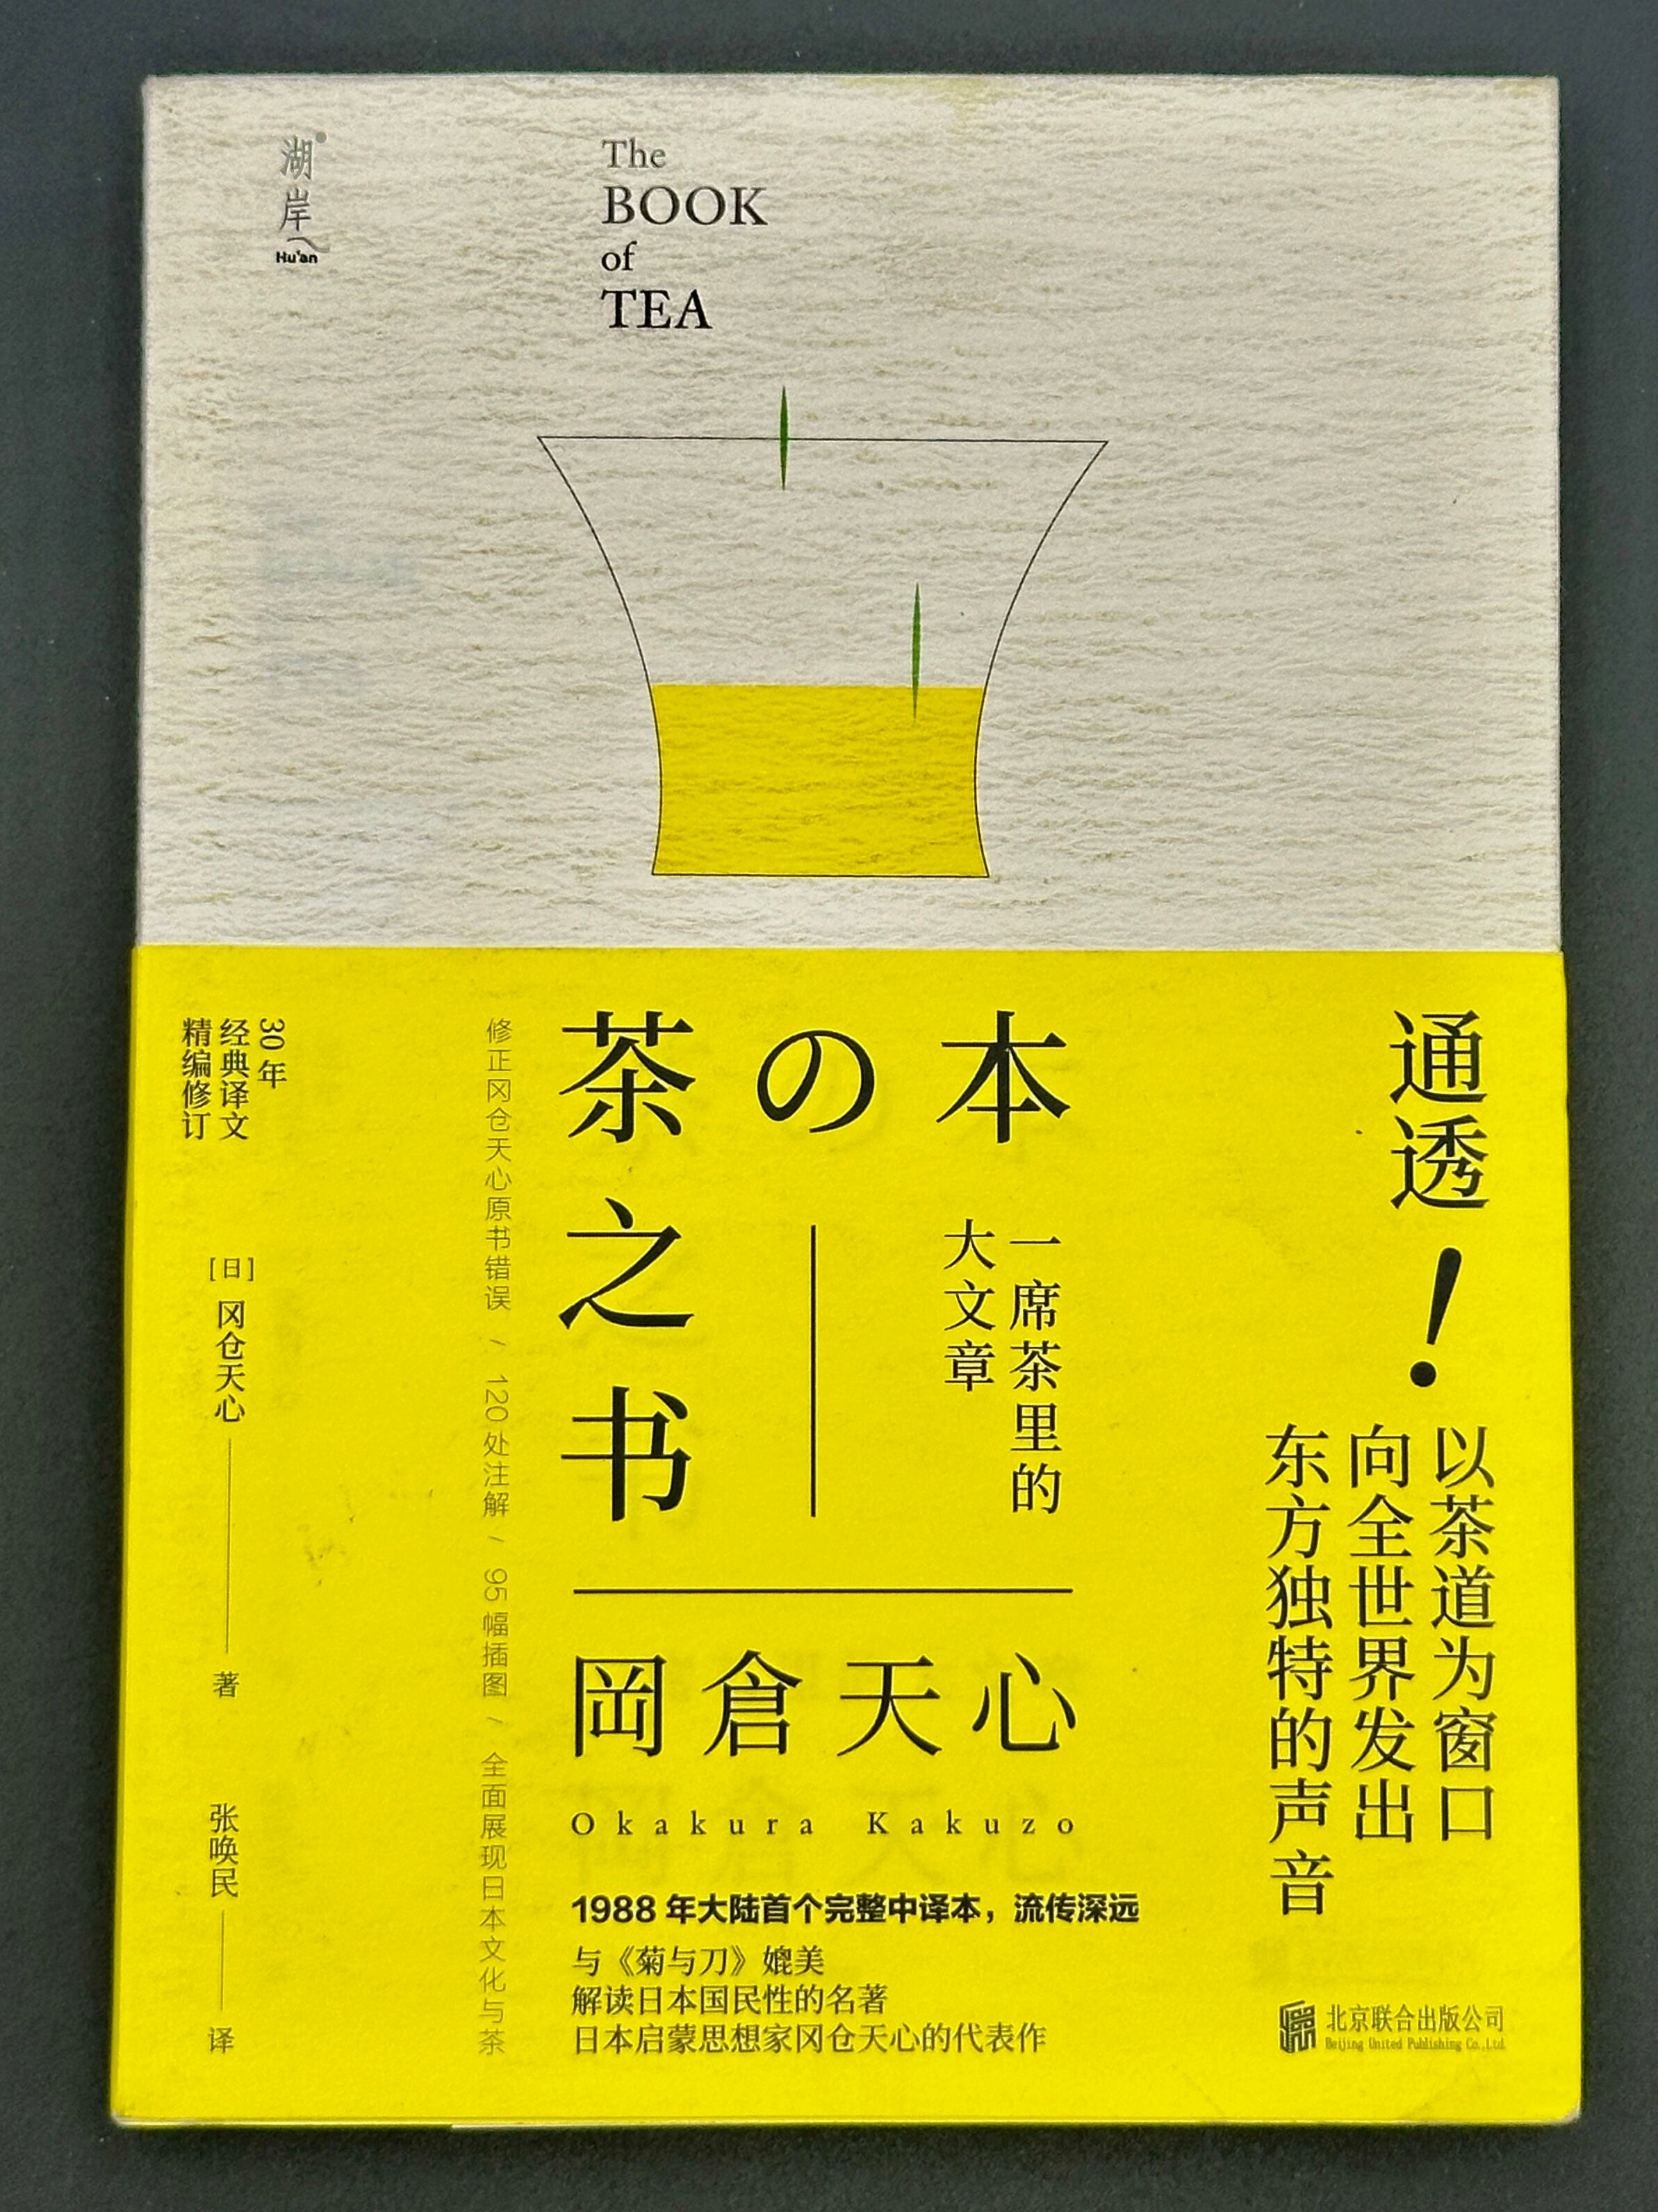 湖岸
Hu'an
The
BOOK
of
TEA
茶の本
茶之书
一席茶里的
大文章
通透！
以茶道为窗口
向全世界发出
东方独特的声音
30年
经典译文
精编修订
[日] 冈仓天心 著
张唤民 译
修正冈仓天心原书错误 / 120处注解 / 95幅插图 / 全面展现日本文化与茶
岡倉天心
Okakura Kakuzo
1988年大陆首个完整中译本，流传深远
与《菊与刀》媲美
解读日本国民性的名著
日本启蒙思想家冈仓天心的代表作
北京联合出版公司
Beijing United Publishing Co.,Ltd.